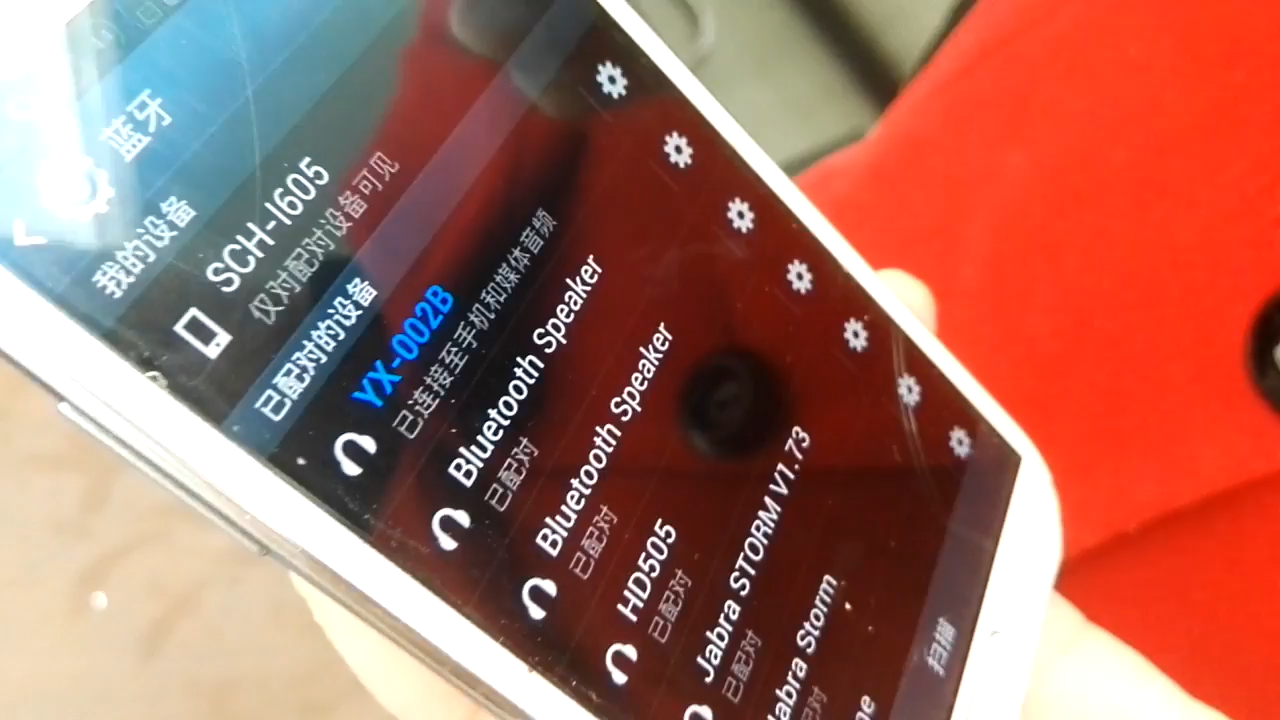 蓝牙
我的设备
SCH-I605
仅对配对设备可见
已配对的设备
YX-002B
已连接至手机和媒体音频
Bluetooth Speaker
已配对
Bluetooth Speaker
已配对
HD505
已配对
Jabra STORM V1.73
已配对
Jabra Storm
已配对
扫描